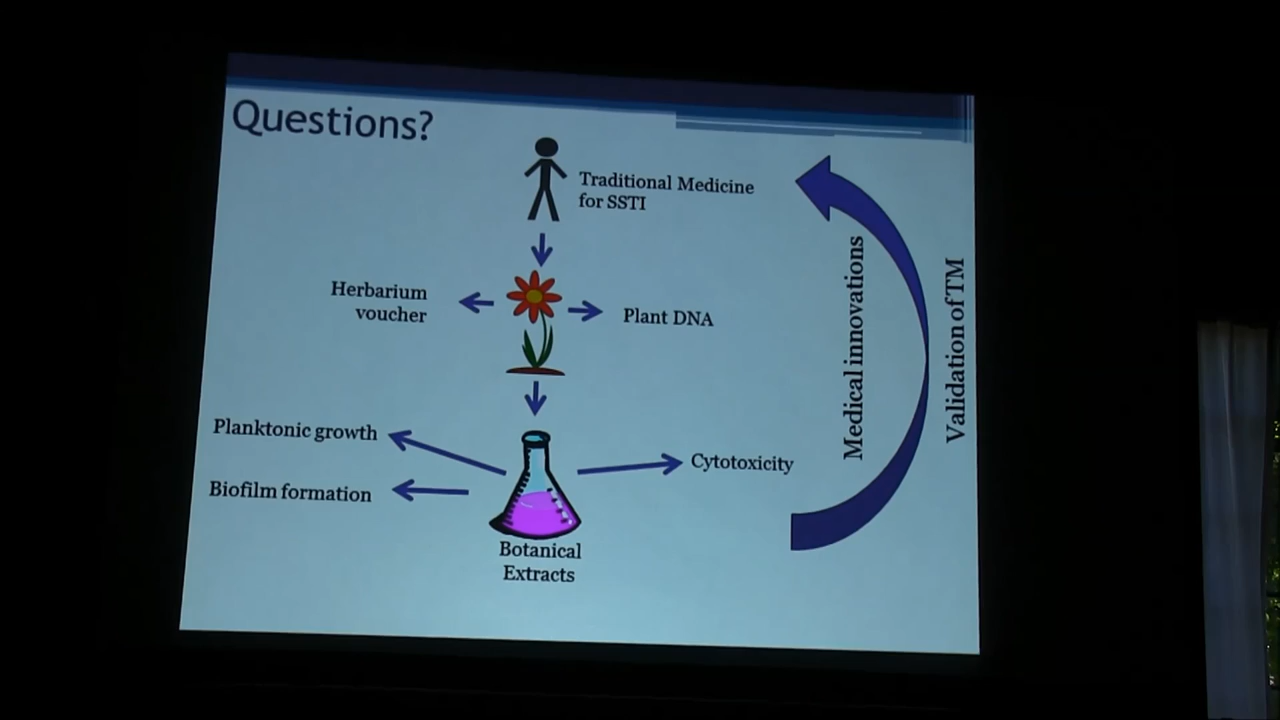 Questions?
Traditional Medicine
for SSTI
Herbarium
voucher
Plant DNA
Planktonic growth
Biofilm formation
Cytotoxicity
Botanical
Extracts
Medical innovations
Validation of TM